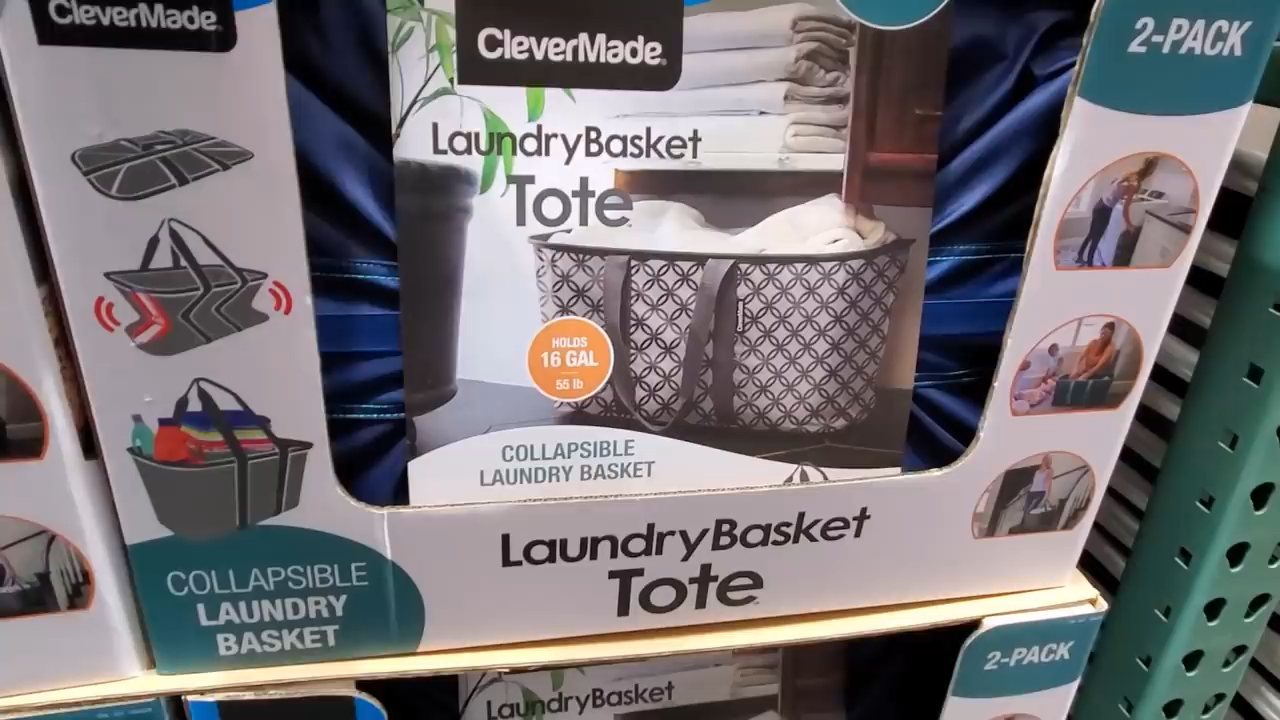 CleverMade
CleverMade
2-PACK
LaundryBasket
Tote
HOLDS
16 GAL
55 lb
COLLAPSIBLE
LAUNDRY BASKET
LaundryBasket
Tote
COLLAPSIBLE
LAUNDRY
BASKET
2-PACK
LaundryBasket